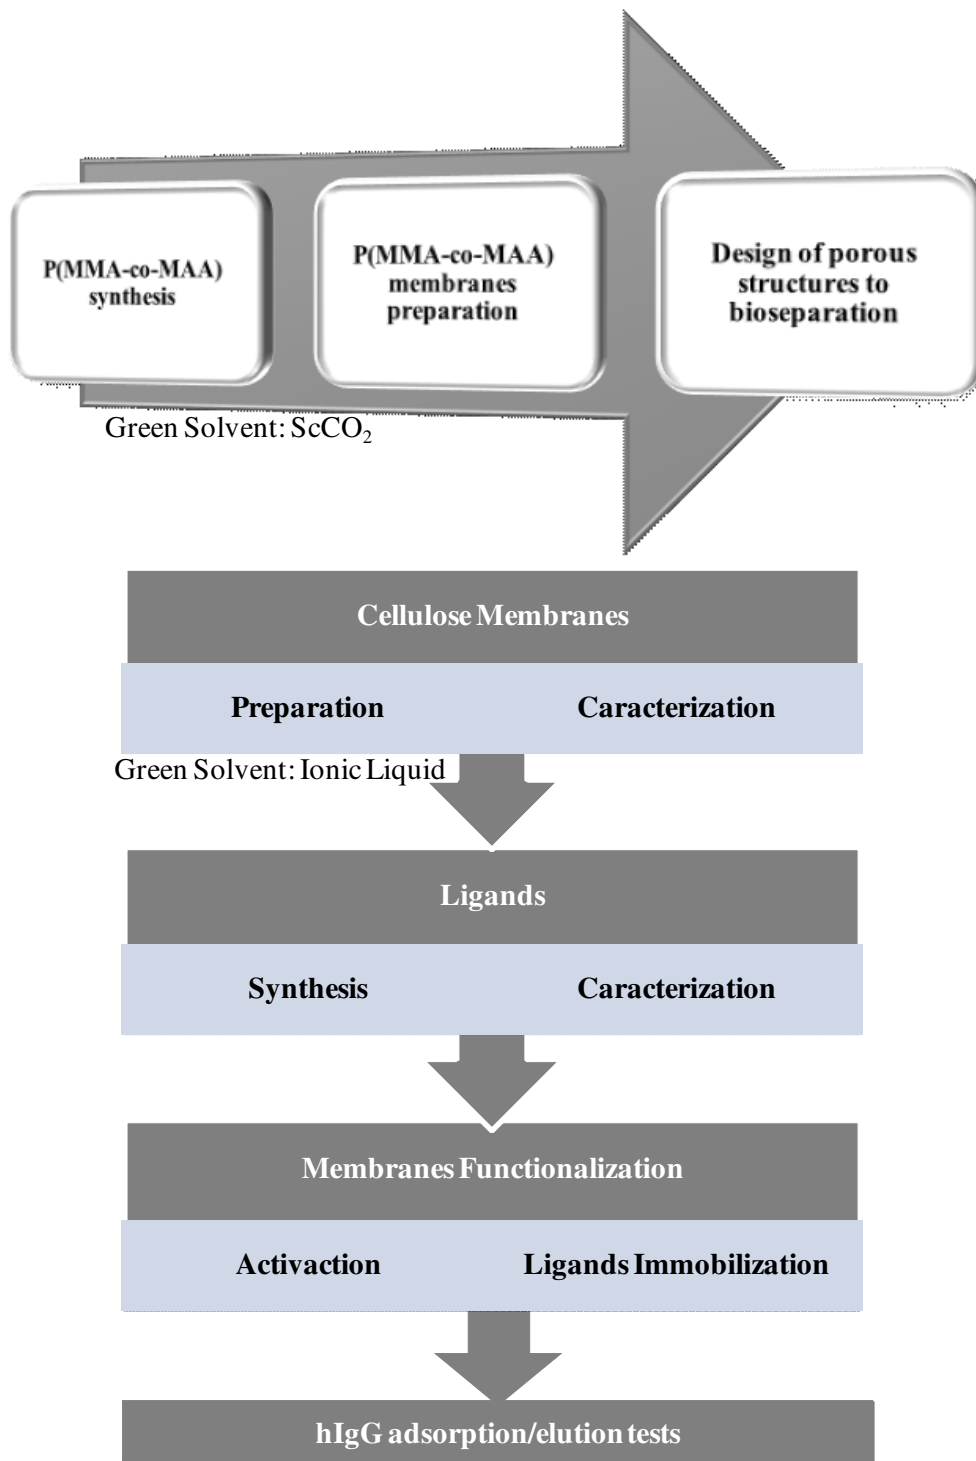 P(MMA-co-MAA)
synthesis
P(MMA-co-MAA)
membranes
preparation
Design of porous
structures to
bioseparation
Green Solvent: ScCO₂
Cellulose Membranes
Preparation Caracterization
Green Solvent: Ionic Liquid
Ligands
Synthesis Caracterization
Membranes Functionalization
Activaction Ligands Immobilization
hIgG adsorption/elution tests